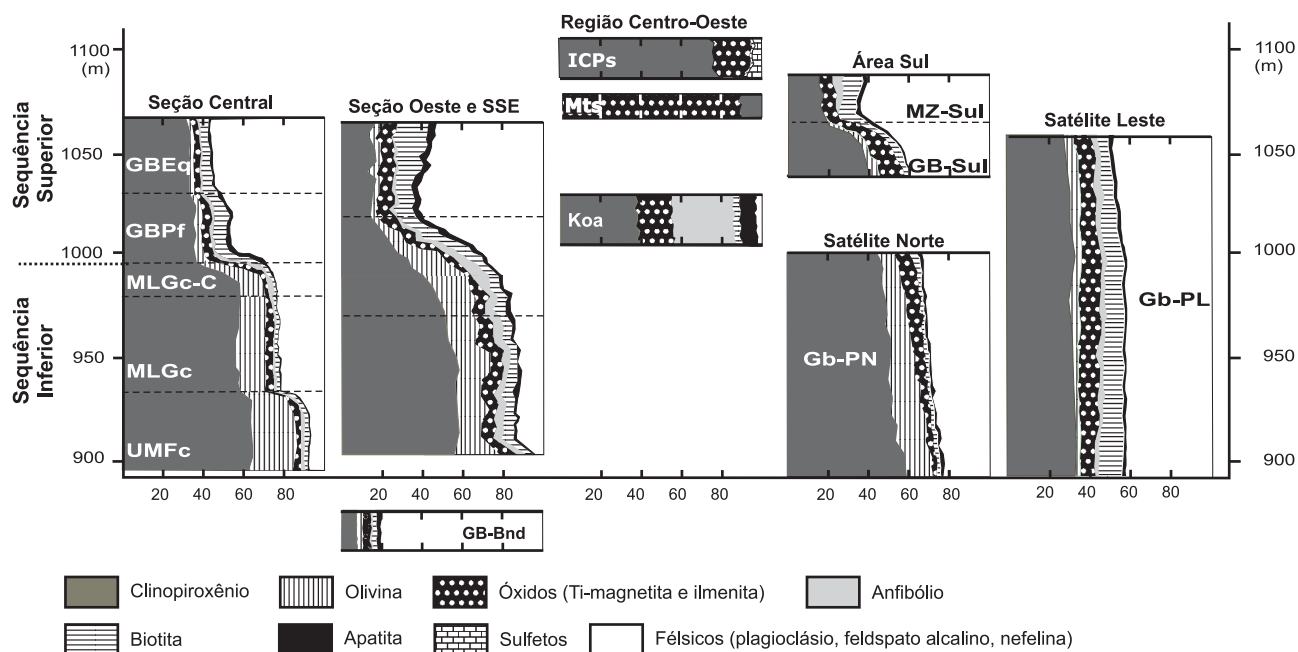 Região Centro-Oeste
1100
(m)
1050
1000
950
900
Sequência
Superior
Sequência
Inferior
Seção Central
GBEq
GBPf
MLGc-C
MLGc
UMFc
20 40 60 80
Seção Oeste e SSE
20 40 60 80
GB-Bnd
ICPs
Mts
Koa
20 40 60 80
Área Sul
MZ-Sul
GB-Sul
Satélite Norte
Gb-PN
20 40 60 80
Satélite Leste
Gb-PL
20 40 60 80
1100
(m)
1050
1000
950
900
Clinopiroxênio
Olivina
Óxidos (Ti-magnetita e ilmenita)
Anfibólio
Biotita
Apatita
Sulfetos
Félsicos (plagioclásio, feldspato alcalino, nefelina)